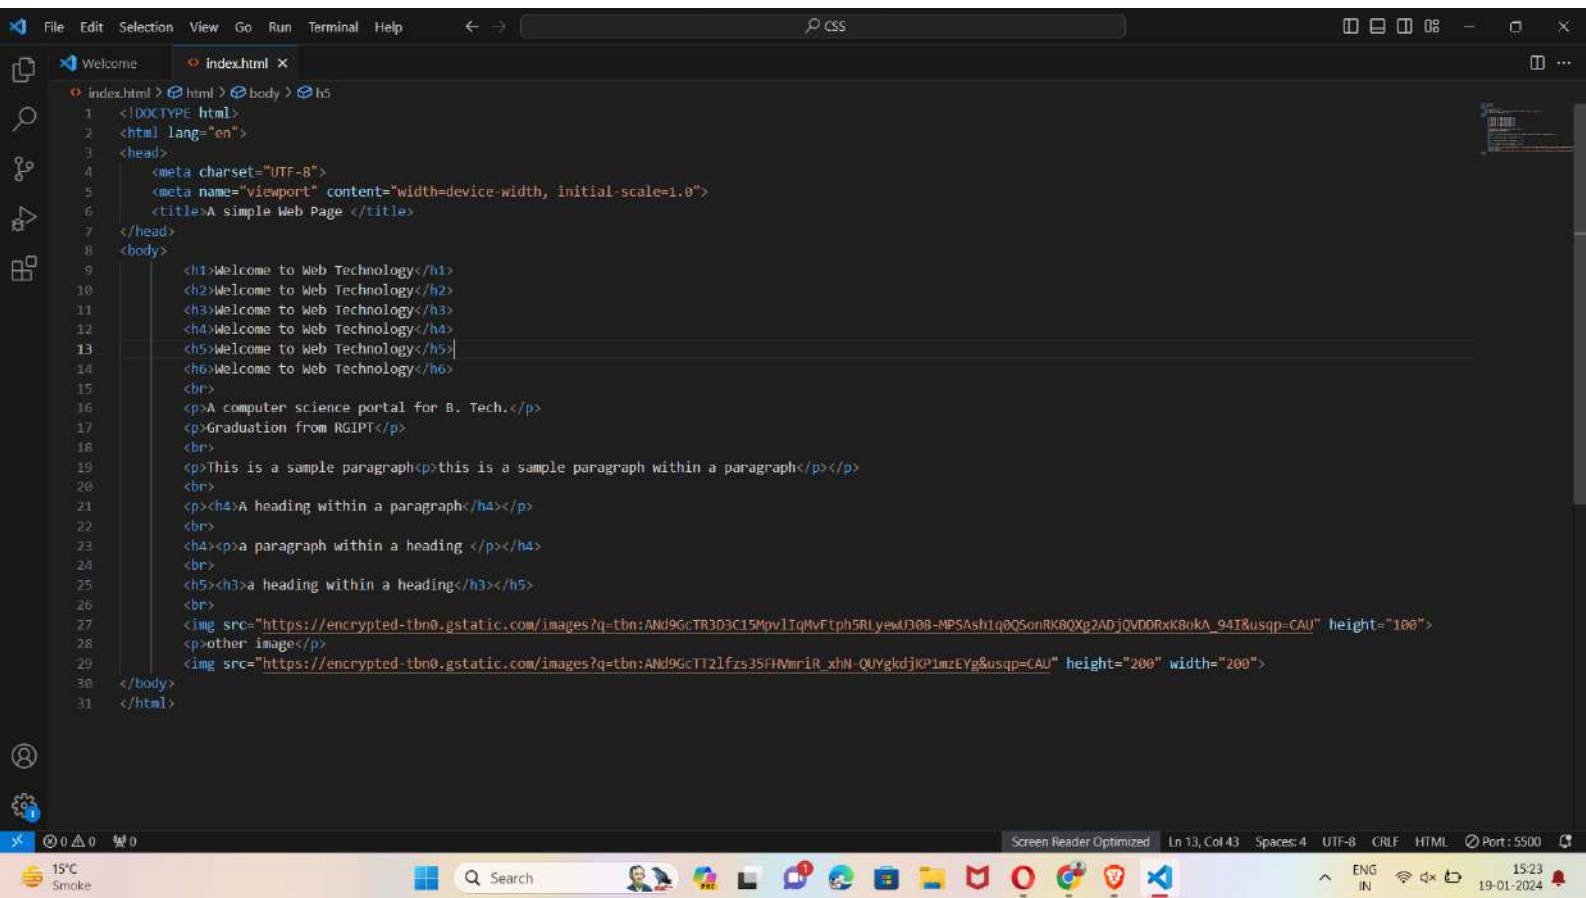 File Edit Selection View Go Run Terminal Help
CSS
Welcome index.html
index.html > html > body > h5
1 <!DOCTYPE html>
2 <html lang="en">
3 <head>
4 <meta charset="UTF-8">
5 <meta name="viewport" content="width=device-width, initial-scale=1.0">
6 <title>A simple Web Page </title>
7 </head>
8 <body>
9 <h1>Welcome to Web Technology</h1>
10 <h2>Welcome to Web Technology</h2>
11 <h3>Welcome to Web Technology</h3>
12 <h4>Welcome to Web Technology</h4>
13 <h5>Welcome to Web Technology</h5>
14 <h6>Welcome to Web Technology</h6>
15 <br>
16 <p>A computer science portal for B. Tech.</p>
17 <p>Graduation from RGIPT</p>
18 <br>
19 <p>This is a sample paragraph<p>this is a sample paragraph within a paragraph</p></p>
20 <br>
21 <p><h4>A heading within a paragraph</h4></p>
22 <br>
23 <h4><p>a paragraph within a heading </p></h4>
24 <br>
25 <h5><h3>a heading within a heading</h3></h5>
26 <br>
27 <img src="https://encrypted-tbn0.gstatic.com/images?q=tbn: height="100">
28 <p>other image</p>
29 <img src="https://encrypted-tbn0.gstatic.com/images?q=tbn: height="200" width="200">
30 </body>
31 </html>
0 0 0 Screen Reader Optimized Ln 13, Col 43 Spaces: 4 UTF-8 CRLF HTML Port : 5500
15°C
Smoke
Search
ENG
IN
15:23
19-01-2024